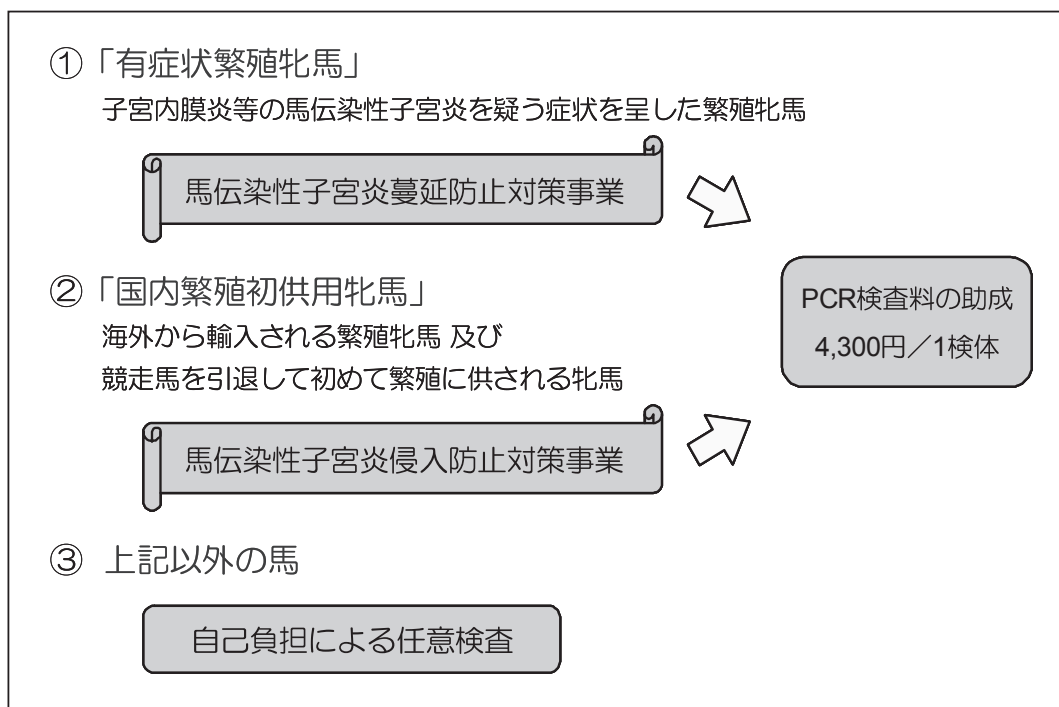 ①「有症状繁殖牝馬」
子宮内膜炎等の馬伝染性子宮炎を疑う症状を呈した繁殖牝馬
馬伝染性子宮炎蔓延防止対策事業
②「国内繁殖初供用牝馬」
海外から輸入される繁殖牝馬 及び
競走馬を引退して初めて繁殖に供される牝馬
馬伝染性子宮炎侵入防止対策事業
PCR検査料の助成
4,300円／1検体
③ 上記以外の馬
自己負担による任意検査